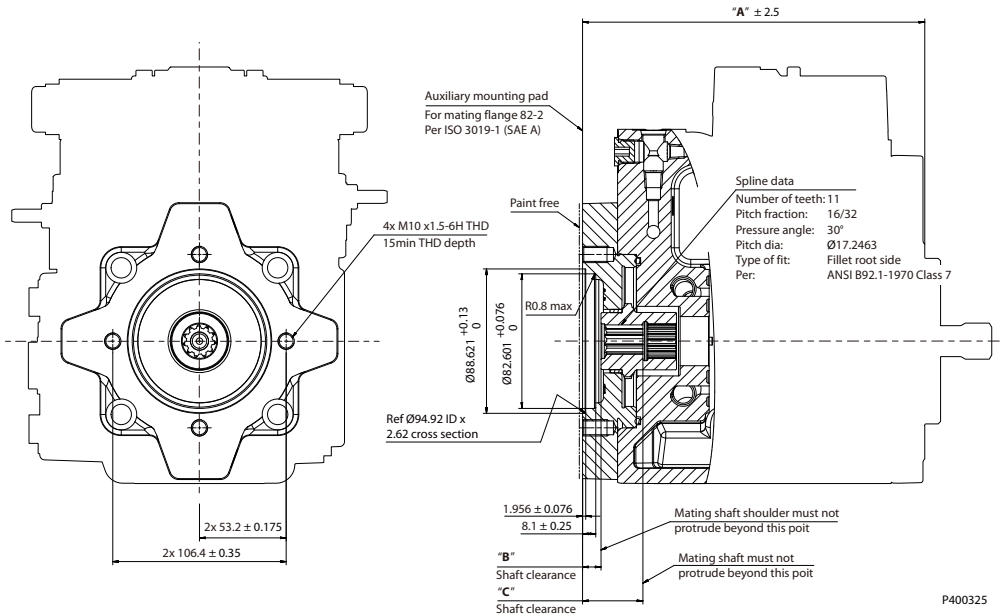 "A" ± 2.5
Auxiliary mounting pad
For mating flange 82-2
Per ISO 3019-1 (SAE A)
Paint free
4x M10 x1.5-6H THD
15min THD depth
Spline data
Number of teeth: 11
Pitch fraction: 16/32
Pressure angle: 30°
Pitch dia: Ø17.2463
Type of fit: Fillet root side
Per: ANSI B92.1-1970 Class 7
R0.8 max
Ø88.621 +0.13 0
Ø82.601 +0.076 0
Ref Ø94.92 ID x
2.62 cross section
2x 53.2 ± 0.175
2x 106.4 ± 0.35
1.956 ± 0.076
8.1 ± 0.25
"B"
Shaft clearance
"C"
Shaft clearance
Mating shaft shoulder must not
protrude beyond this poit
Mating shaft must not
protrude beyond this poit
P400325